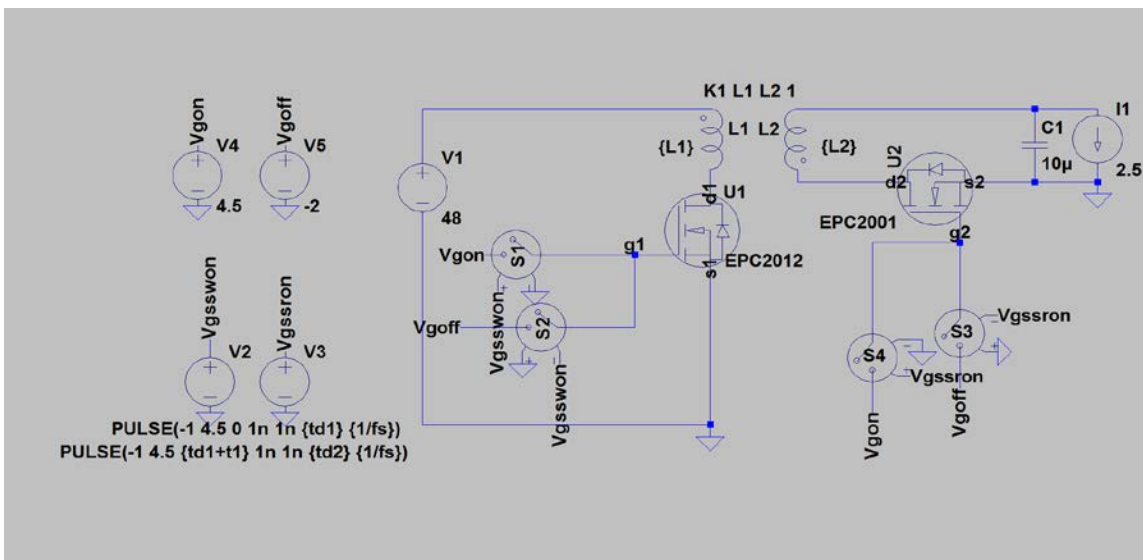 K1 L1 L2 1
Vgon
V4
4.5
Vgoff
V5
-2
V1
48
{L1}
L1 L2
{L2}
d1
U1
s1
EPC2012
g1
Vgon
S1
Vgsswon
Vgoff
S2
Vgsswon
U2
d2
s2
EPC2001
g2
C1
10µ
I1
2.5
S4
Vgssron
Vgon
S3
Vgssron
Vgoff
Vgsswon
V2
Vgssron
V3
PULSE(-1 4.5 0 1n 1n {td1} {1/fs})
PULSE(-1 4.5 {td1+t1} 1n 1n {td2} {1/fs})